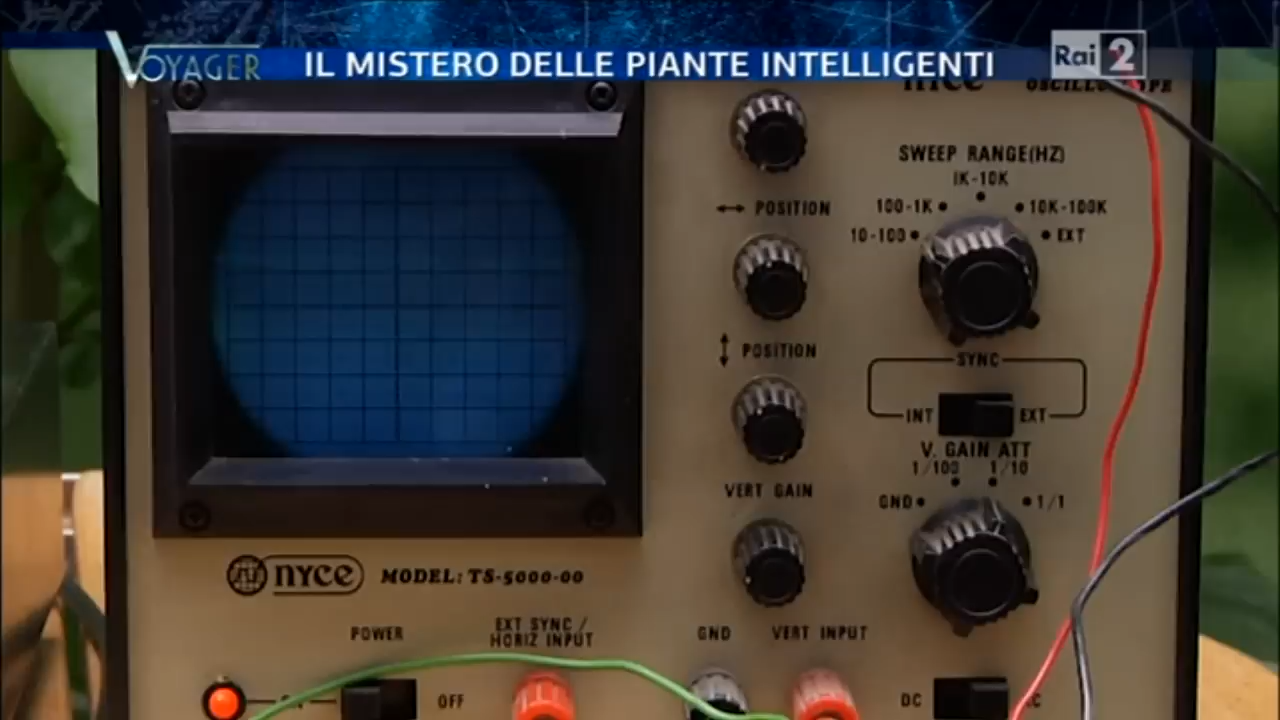 VOYAGER
IL MISTERO DELLE PIANTE INTELLIGENTI
Rai 2
SWEEP RANGE(HZ)
1K-10K
100-1K
10K-100K
10-100
EXT
POSITION
POSITION
SYNC
INT
EXT
V. GAIN ATT
1/100
1/10
GND
1/1
VERT GAIN
nyce
MODEL: TS-5000-00
POWER
EXT SYNC /
HORIZ INPUT
GND
VERT INPUT
OFF
DC